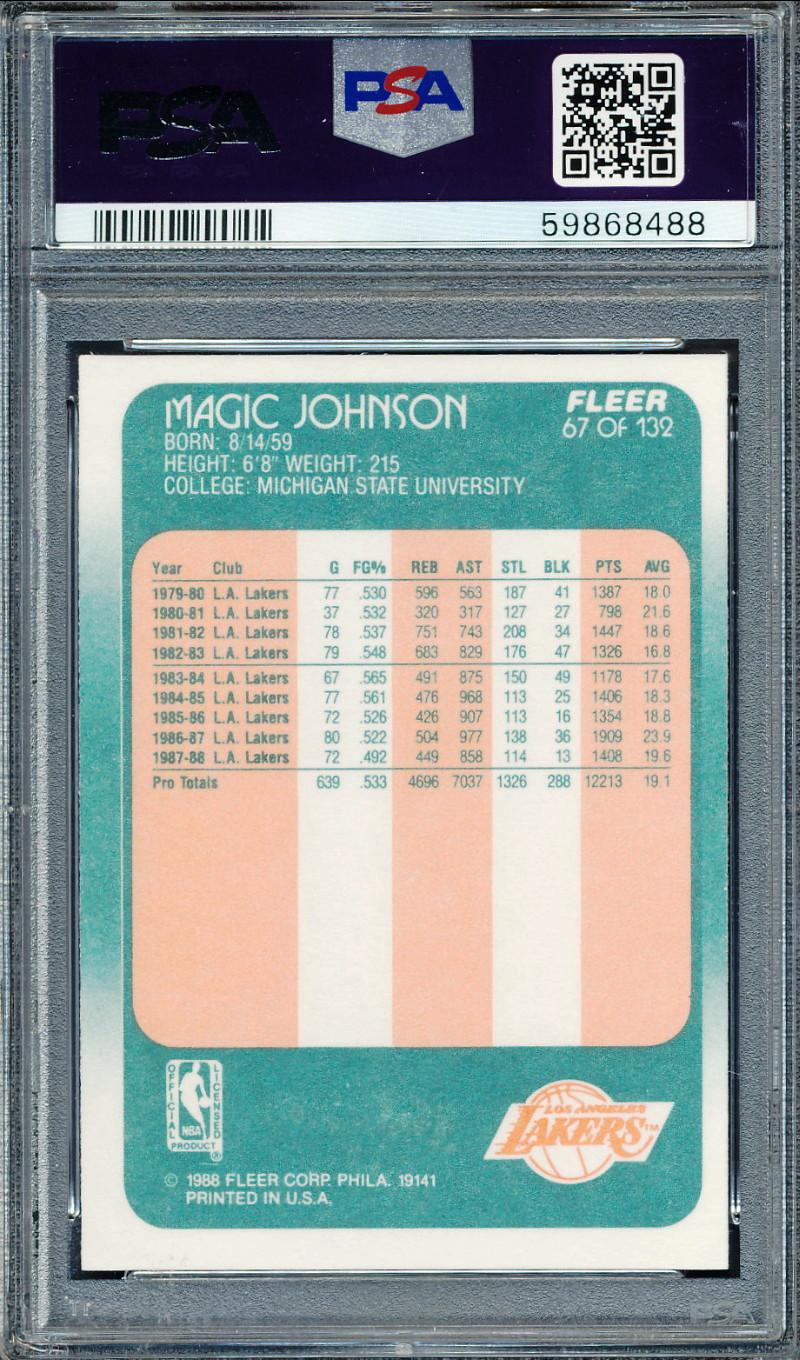 PSA
PSA
59868488
MAGIC JOHNSON
FLEER
67 OF 132
BORN: 8/14/59
HEIGHT: 6'8" WEIGHT: 215
COLLEGE: MICHIGAN STATE UNIVERSITY
Year Club G FG% REB AST STL BLK PTS AVG
1979-80 L.A. Lakers 77 .530 596 563 187 41 1387 18.0
1980-81 L.A. Lakers 37 .532 320 317 127 27 798 21.6
1981-82 L.A. Lakers 78 .537 751 743 208 34 1447 18.6
1982-83 L.A. Lakers 79 .548 683 829 176 47 1326 16.8
1983-84 L.A. Lakers 67 .565 491 875 150 49 1178 17.6
1984-85 L.A. Lakers 77 .561 476 968 113 25 1406 18.3
1985-86 L.A. Lakers 72 .526 426 907 113 16 1354 18.8
1986-87 L.A. Lakers 80 .522 504 977 138 36 1909 23.9
1987-88 L.A. Lakers 72 .492 449 858 114 13 1408 19.6
Pro Totals 639 .533 4696 7037 1326 288 12213 19.1
OFFICIAL
LICENSED
NBA
PRODUCT
®
LOS ANGELES
LAKERS™
© 1988 FLEER CORP. PHILA. 19141
PRINTED IN U.S.A.
PSA